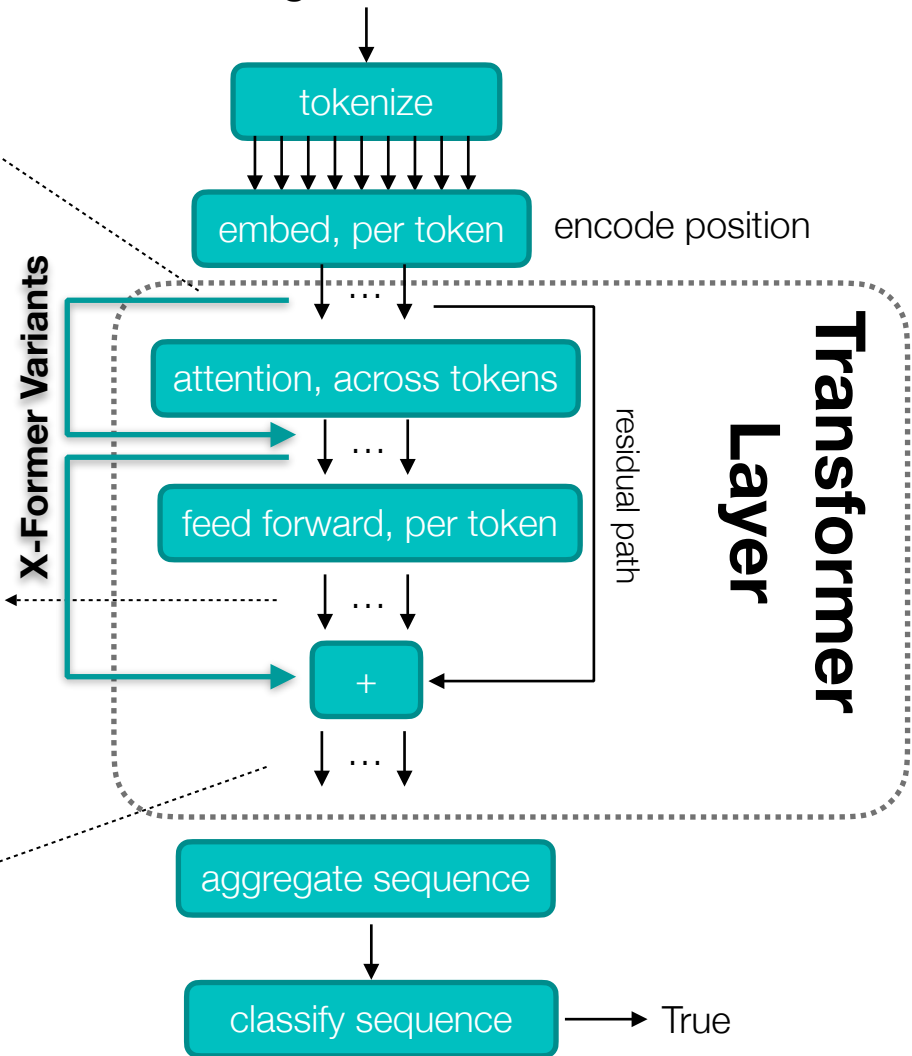 tokenize
embed, per token
encode position
...
attention, across tokens
...
feed forward, per token
...
+
...
residual path
X-Former Variants
Transformer
Layer
aggregate sequence
classify sequence
True